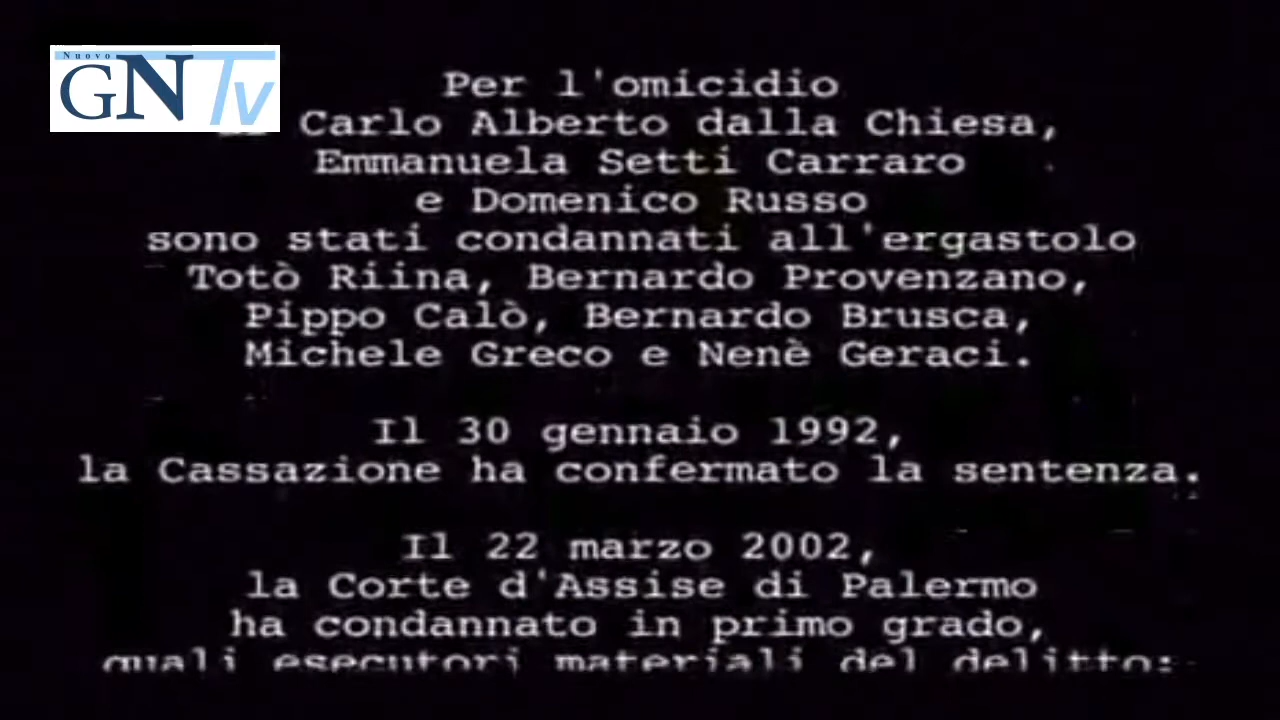 Nuovo
GN Tv
Per l'omicidio
Carlo Alberto dalla Chiesa,
Emmanuela Setti Carraro
e Domenico Russo
sono stati condannati all'ergastolo
Totò Riina, Bernardo Provenzano,
Pippo Calò, Bernardo Brusca,
Michele Greco e Nenè Geraci.
Il 30 gennaio 1992,
la Cassazione ha confermato la sentenza.
Il 22 marzo 2002,
la Corte d'Assise di Palermo
ha condannato in primo grado,
quali esecutori materiali del delitto: